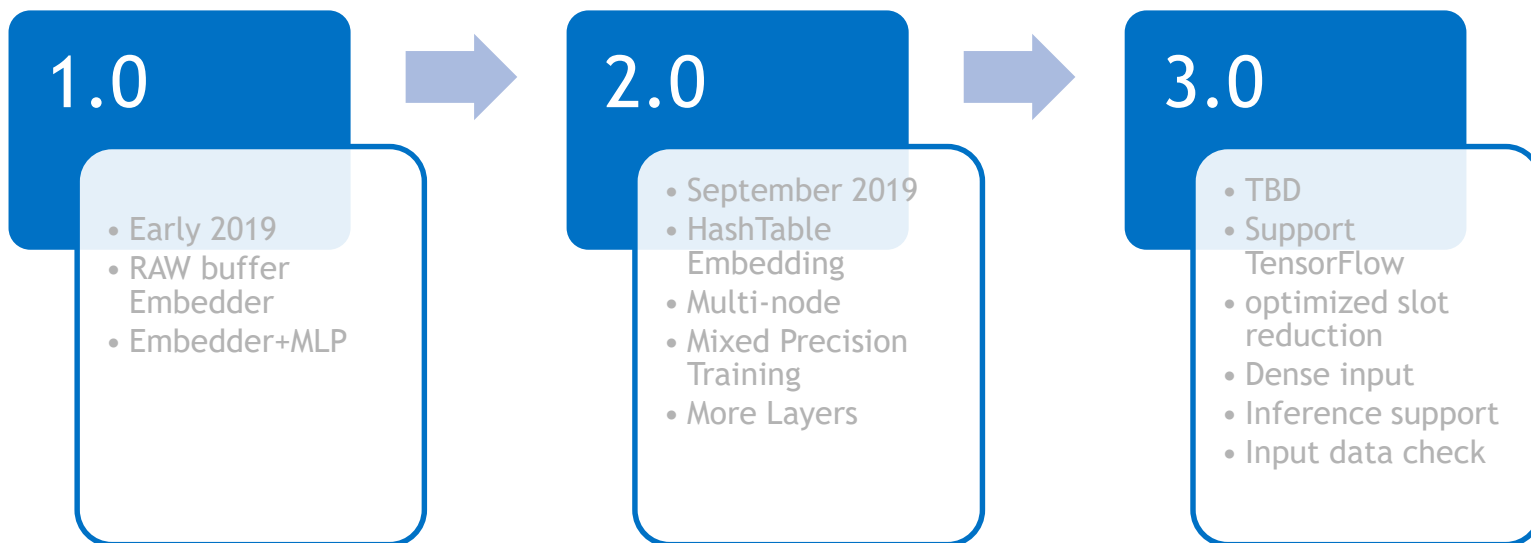 1.0
• Early 2019
• RAW buffer
Embedder
• Embedder+MLP
2.0
• September 2019
• HashTable
Embedding
• Multi-node
• Mixed Precision
Training
• More Layers
3.0
• TBD
• Support
TensorFlow
• optimized slot
reduction
• Dense input
• Inference support
• Input data check